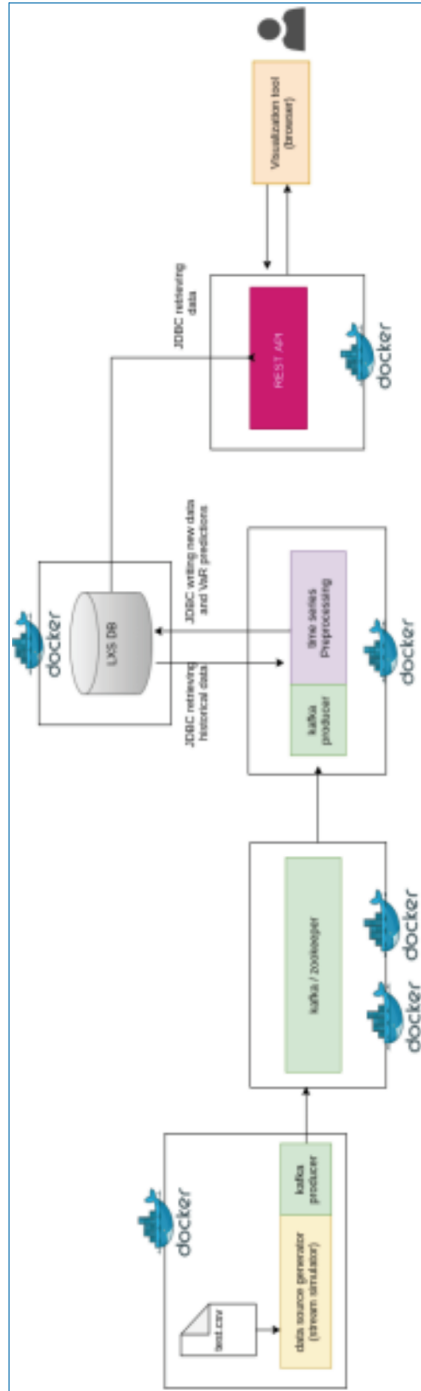 docker
test.csv
data source generator
(stream simulator)
kafka
producer
kafka / zookeeper
docker
docker
kafka
producer
time series
Preprocessing
docker
JDBC retrieving
historical data
JDBC writing new data
and VaR predictions
docker
LXS DB
JDBC retrieving
data
REST API
docker
Visualization tool
(browser)